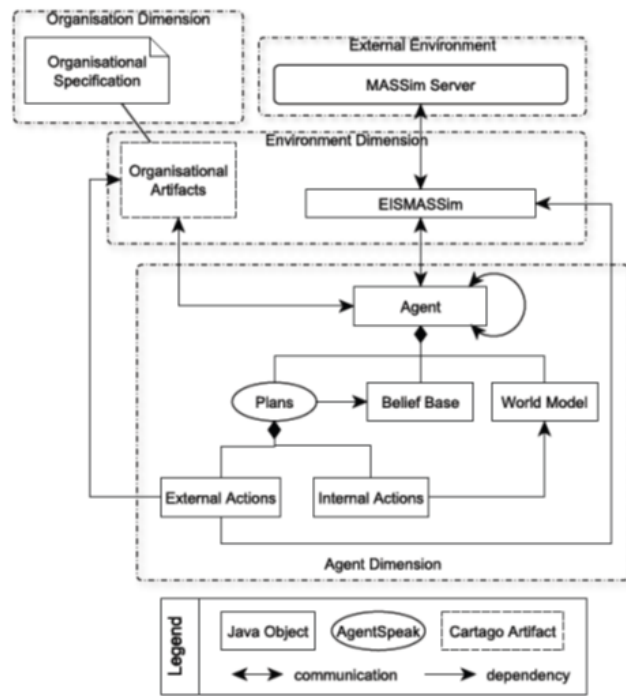 Organisation Dimension
Organisational
Specification
External Environment
MASSim Server
Environment Dimension
Organisational
Artifacts
EISMASSim
Agent
Plans
Belief Base
World Model
External Actions
Internal Actions
Agent Dimension
Legend
Java Object
AgentSpeak
Cartago Artifact
communication
dependency